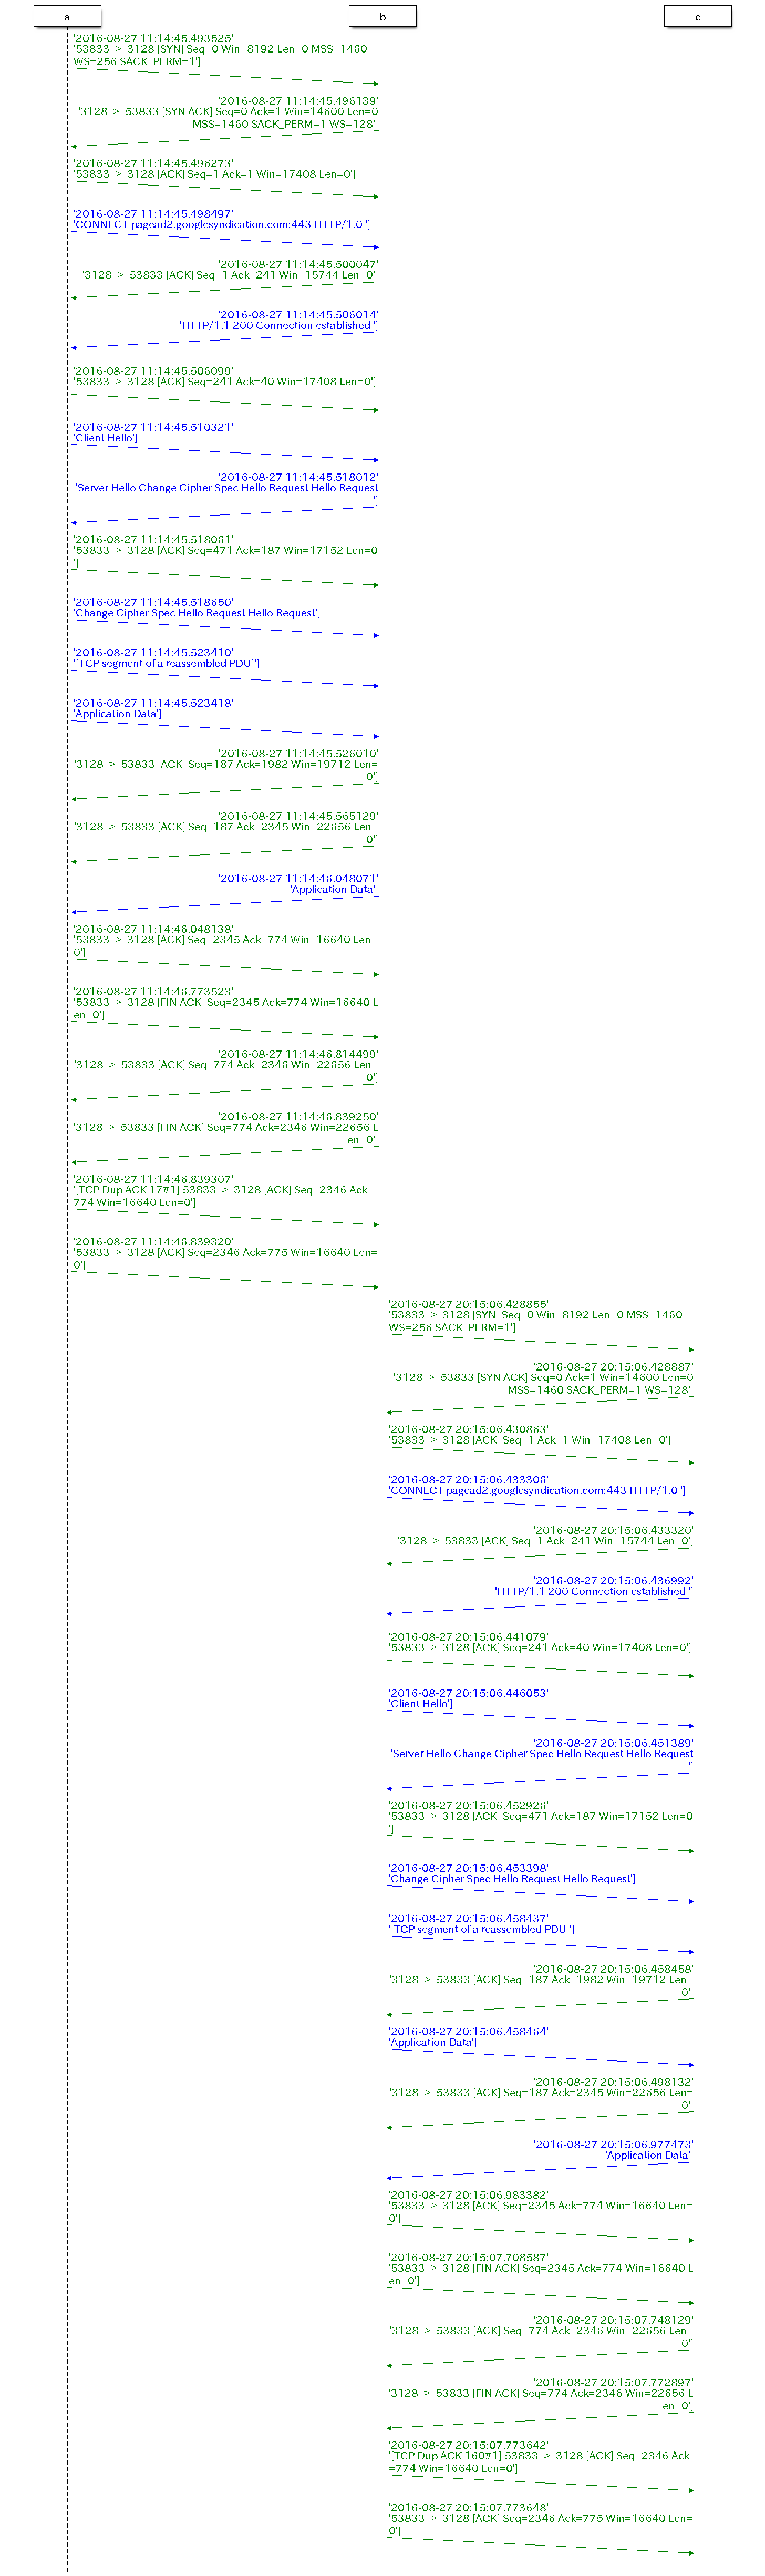 a b c
'2016-08-27 11:14:45.493525'
'53833 > 3128 [SYN] Seq=0 Win=8192 Len=0 MSS=1460
WS=256 SACK_PERM=1']
'2016-08-27 11:14:45.496139'
'3128 > 53833 [SYN ACK] Seq=0 Ack=1 Win=14600 Len=0
MSS=1460 SACK_PERM=1 WS=128']
'2016-08-27 11:14:45.496273'
'53833 > 3128 [ACK] Seq=1 Ack=1 Win=17408 Len=0']
'2016-08-27 11:14:45.498497'
'CONNECT pagead2.googlesyndication.com:443 HTTP/1.0 ']
'2016-08-27 11:14:45.500047'
'3128 > 53833 [ACK] Seq=1 Ack=241 Win=15744 Len=0']
'2016-08-27 11:14:45.506014'
'HTTP/1.1 200 Connection established ']
'2016-08-27 11:14:45.506099'
'53833 > 3128 [ACK] Seq=241 Ack=40 Win=17408 Len=0']
'2016-08-27 11:14:45.510321'
'Client Hello']
'2016-08-27 11:14:45.518012'
'Server Hello Change Cipher Spec Hello Request Hello Request
']
'2016-08-27 11:14:45.518061'
'53833 > 3128 [ACK] Seq=471 Ack=187 Win=17152 Len=0
']
'2016-08-27 11:14:45.518650'
'Change Cipher Spec Hello Request Hello Request']
'2016-08-27 11:14:45.523410'
'[TCP segment of a reassembled PDU]']
'2016-08-27 11:14:45.523418'
'Application Data']
'2016-08-27 11:14:45.526010'
'3128 > 53833 [ACK] Seq=187 Ack=1982 Win=19712 Len=
0']
'2016-08-27 11:14:45.565129'
'3128 > 53833 [ACK] Seq=187 Ack=2345 Win=22656 Len=
0']
'2016-08-27 11:14:46.048071'
'Application Data']
'2016-08-27 11:14:46.048138'
'53833 > 3128 [ACK] Seq=2345 Ack=774 Win=16640 Len=
0']
'2016-08-27 11:14:46.773523'
'53833 > 3128 [FIN ACK] Seq=2345 Ack=774 Win=16640 L
en=0']
'2016-08-27 11:14:46.814499'
'3128 > 53833 [ACK] Seq=774 Ack=2346 Win=22656 Len=
0']
'2016-08-27 11:14:46.839250'
'3128 > 53833 [FIN ACK] Seq=774 Ack=2346 Win=22656 L
en=0']
'2016-08-27 11:14:46.839307'
'[TCP Dup ACK 17#1] 53833 > 3128 [ACK] Seq=2346 Ack=
774 Win=16640 Len=0']
'2016-08-27 11:14:46.839320'
'53833 > 3128 [ACK] Seq=2346 Ack=775 Win=16640 Len=
0']
'2016-08-27 20:15:06.428855'
'53833 > 3128 [SYN] Seq=0 Win=8192 Len=0 MSS=1460
WS=256 SACK_PERM=1']
'2016-08-27 20:15:06.428887'
'3128 > 53833 [SYN ACK] Seq=0 Ack=1 Win=14600 Len=0
MSS=1460 SACK_PERM=1 WS=128']
'2016-08-27 20:15:06.430863'
'53833 > 3128 [ACK] Seq=1 Ack=1 Win=17408 Len=0']
'2016-08-27 20:15:06.433306'
'CONNECT pagead2.googlesyndication.com:443 HTTP/1.0 ']
'2016-08-27 20:15:06.433320'
'3128 > 53833 [ACK] Seq=1 Ack=241 Win=15744 Len=0']
'2016-08-27 20:15:06.436992'
'HTTP/1.1 200 Connection established ']
'2016-08-27 20:15:06.441079'
'53833 > 3128 [ACK] Seq=241 Ack=40 Win=17408 Len=0']
'2016-08-27 20:15:06.446053'
'Client Hello']
'2016-08-27 20:15:06.451389'
'Server Hello Change Cipher Spec Hello Request Hello Request
']
'2016-08-27 20:15:06.452926'
'53833 > 3128 [ACK] Seq=471 Ack=187 Win=17152 Len=0
']
'2016-08-27 20:15:06.453398'
'Change Cipher Spec Hello Request Hello Request']
'2016-08-27 20:15:06.458437'
'[TCP segment of a reassembled PDU]']
'2016-08-27 20:15:06.458458'
'3128 > 53833 [ACK] Seq=187 Ack=1982 Win=19712 Len=
0']
'2016-08-27 20:15:06.458464'
'Application Data']
'2016-08-27 20:15:06.498132'
'3128 > 53833 [ACK] Seq=187 Ack=2345 Win=22656 Len=
0']
'2016-08-27 20:15:06.977473'
'Application Data']
'2016-08-27 20:15:06.983382'
'53833 > 3128 [ACK] Seq=2345 Ack=774 Win=16640 Len=
0']
'2016-08-27 20:15:07.708587'
'53833 > 3128 [FIN ACK] Seq=2345 Ack=774 Win=16640 L
en=0']
'2016-08-27 20:15:07.748129'
'3128 > 53833 [ACK] Seq=774 Ack=2346 Win=22656 Len=
0']
'2016-08-27 20:15:07.772897'
'3128 > 53833 [FIN ACK] Seq=774 Ack=2346 Win=22656 L
en=0']
'2016-08-27 20:15:07.773642'
'[TCP Dup ACK 160#1] 53833 > 3128 [ACK] Seq=2346 Ack
=774 Win=16640 Len=0']
'2016-08-27 20:15:07.773648'
'53833 > 3128 [ACK] Seq=2346 Ack=775 Win=16640 Len=
0']